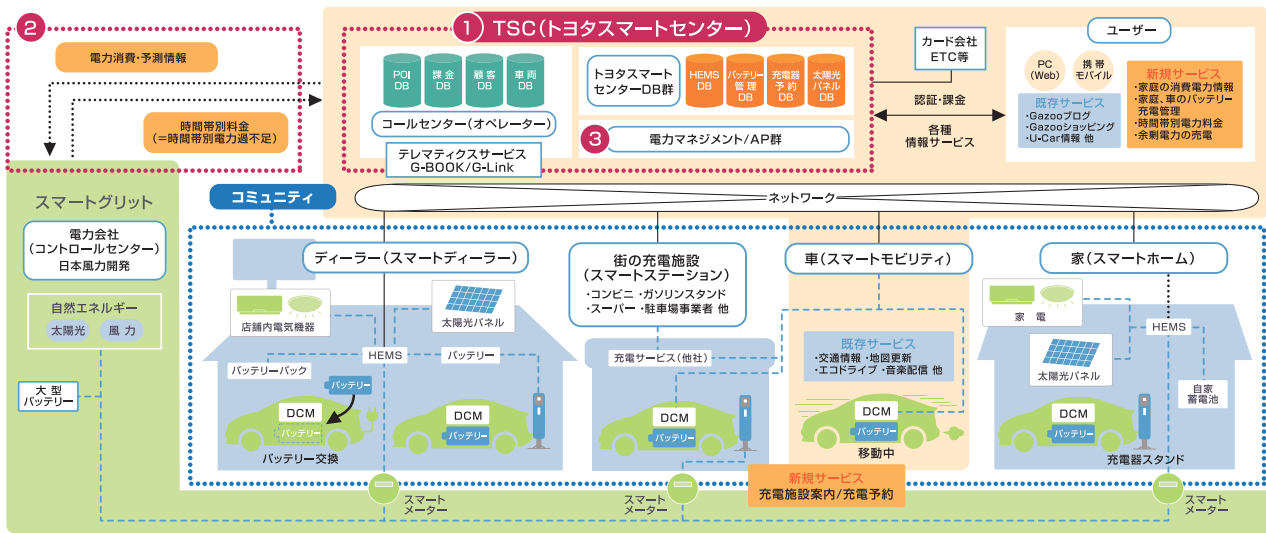 2
電力消費・予測情報
時間帯別料金
(=時間帯別電力過不足)
1 TSC(トヨタスマートセンター)
POI
DB
課金
DB
顧客
DB
車両
DB
コールセンター(オペレーター)
テレマティクスサービス
G-BOOK/G-Link
トヨタスマート
センターDB群
HEMS
DB
バッテリー
管理
DB
充電器
予約
DB
太陽光
パネル
DB
3 電力マネジメント/AP群
カード会社
ETC等
認証・課金
各種
情報サービス
ユーザー
PC
(Web)
携帯
モバイル
既存サービス
・Gazooブログ
・Gazooショッピング
・U-Car情報 他
新規サービス
・家庭の消費電力情報
・家庭、車のバッテリー
充電管理
・時間帯別電力料金
・余剰電力の充電
ネットワーク
コミュニティ
スマートグリット
電力会社
(コントロールセンター)
日本風力開発
自然エネルギー
太陽光
風力
大型
バッテリー
ディーラー(スマートディーラー)
店舗内電気機器
太陽光パネル
HEMS
バッテリー
バッテリーパック
バッテリー
DCM
バッテリー
バッテリー交換
DCM
バッテリー
街の充電施設
(スマートステーション)
・コンビニ ・ガソリンスタンド
・スーパー ・駐車場事業者 他
充電サービス(他社)
DCM
バッテリー
車(スマートモビリティ)
既存サービス
・交通情報 ・地図更新
・エコドライブ ・音楽配信 他
DCM
バッテリー
移動中
新規サービス
充電施設案内/充電予約
家(スマートホーム)
家電
HEMS
太陽光パネル
自家
蓄電池
DCM
バッテリー
充電器スタンド
スマート
メーター
スマート
メーター
スマート
メーター